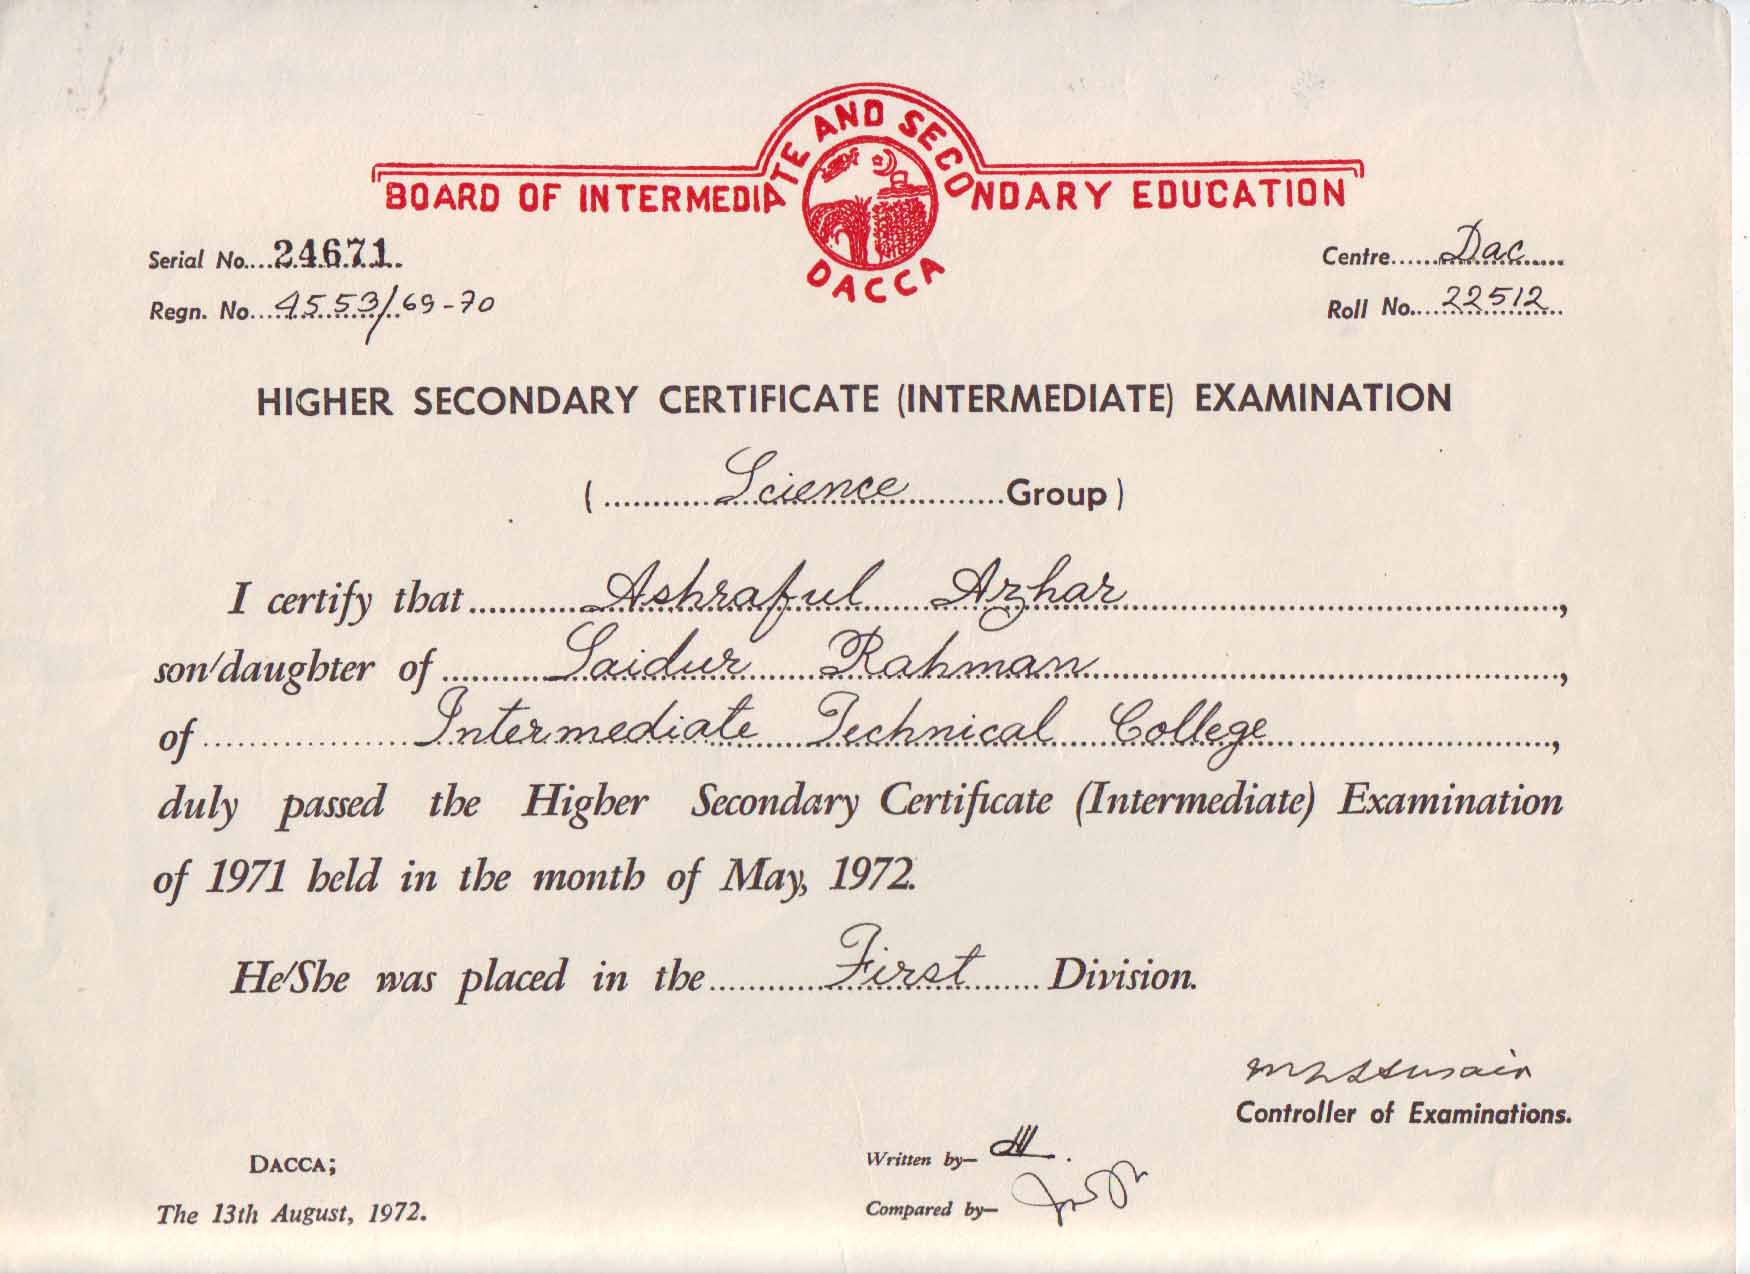 BOARD OF INTERMEDIATE AND SECONDARY EDUCATION
DACCA
Serial No....24671.
Centre......Dac......
Regn. No....4553/69-70
Roll No.....22512..
HIGHER SECONDARY CERTIFICATE (INTERMEDIATE) EXAMINATION
(...........Science...........Group)
I certify that...........Ashraful Azhar...........,
son/daughter of...........Saidur Rahman...........,
of...........Intermediate Technical College...........,
duly passed the Higher Secondary Certificate (Intermediate) Examination
of 1971 held in the month of May, 1972.
He/She was placed in the...........First...........Division.
Husain
Controller of Examinations.
DACCA;
Written by—
The 13th August, 1972.
Compared by—